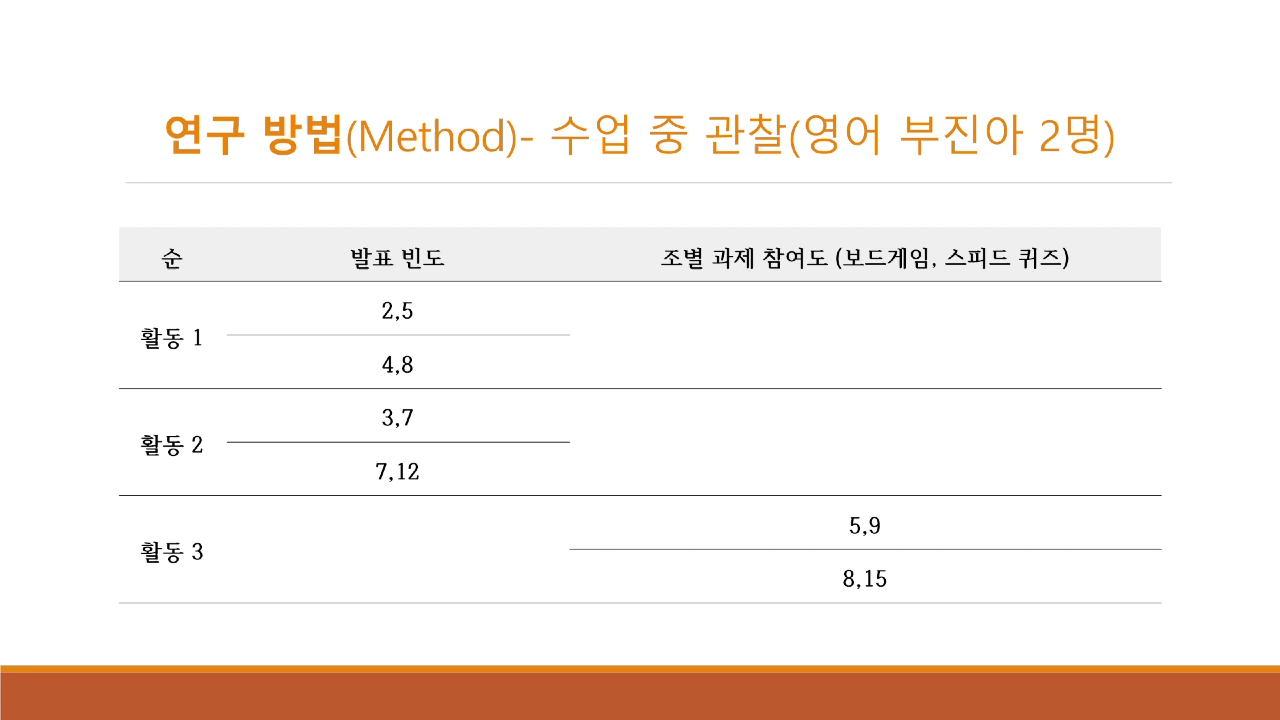 연구 방법(Method)- 수업 중 관찰(영어 부진아 2명)
순 발표 빈도 조별 과제 참여도 (보드게임, 스피드 퀴즈)
활동 1
2,5
4,8
활동 2
3,7
7,12
활동 3
5,9
8,15